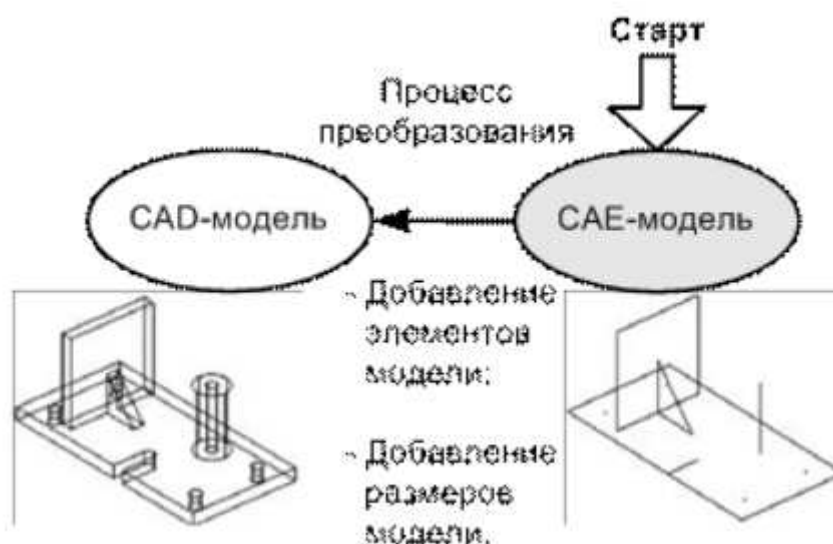 Старт
Процесс
преобразования
CAD-модель
CAE-модель
- Добавление
элементов
модели;
- Добавление
размеров
модели.